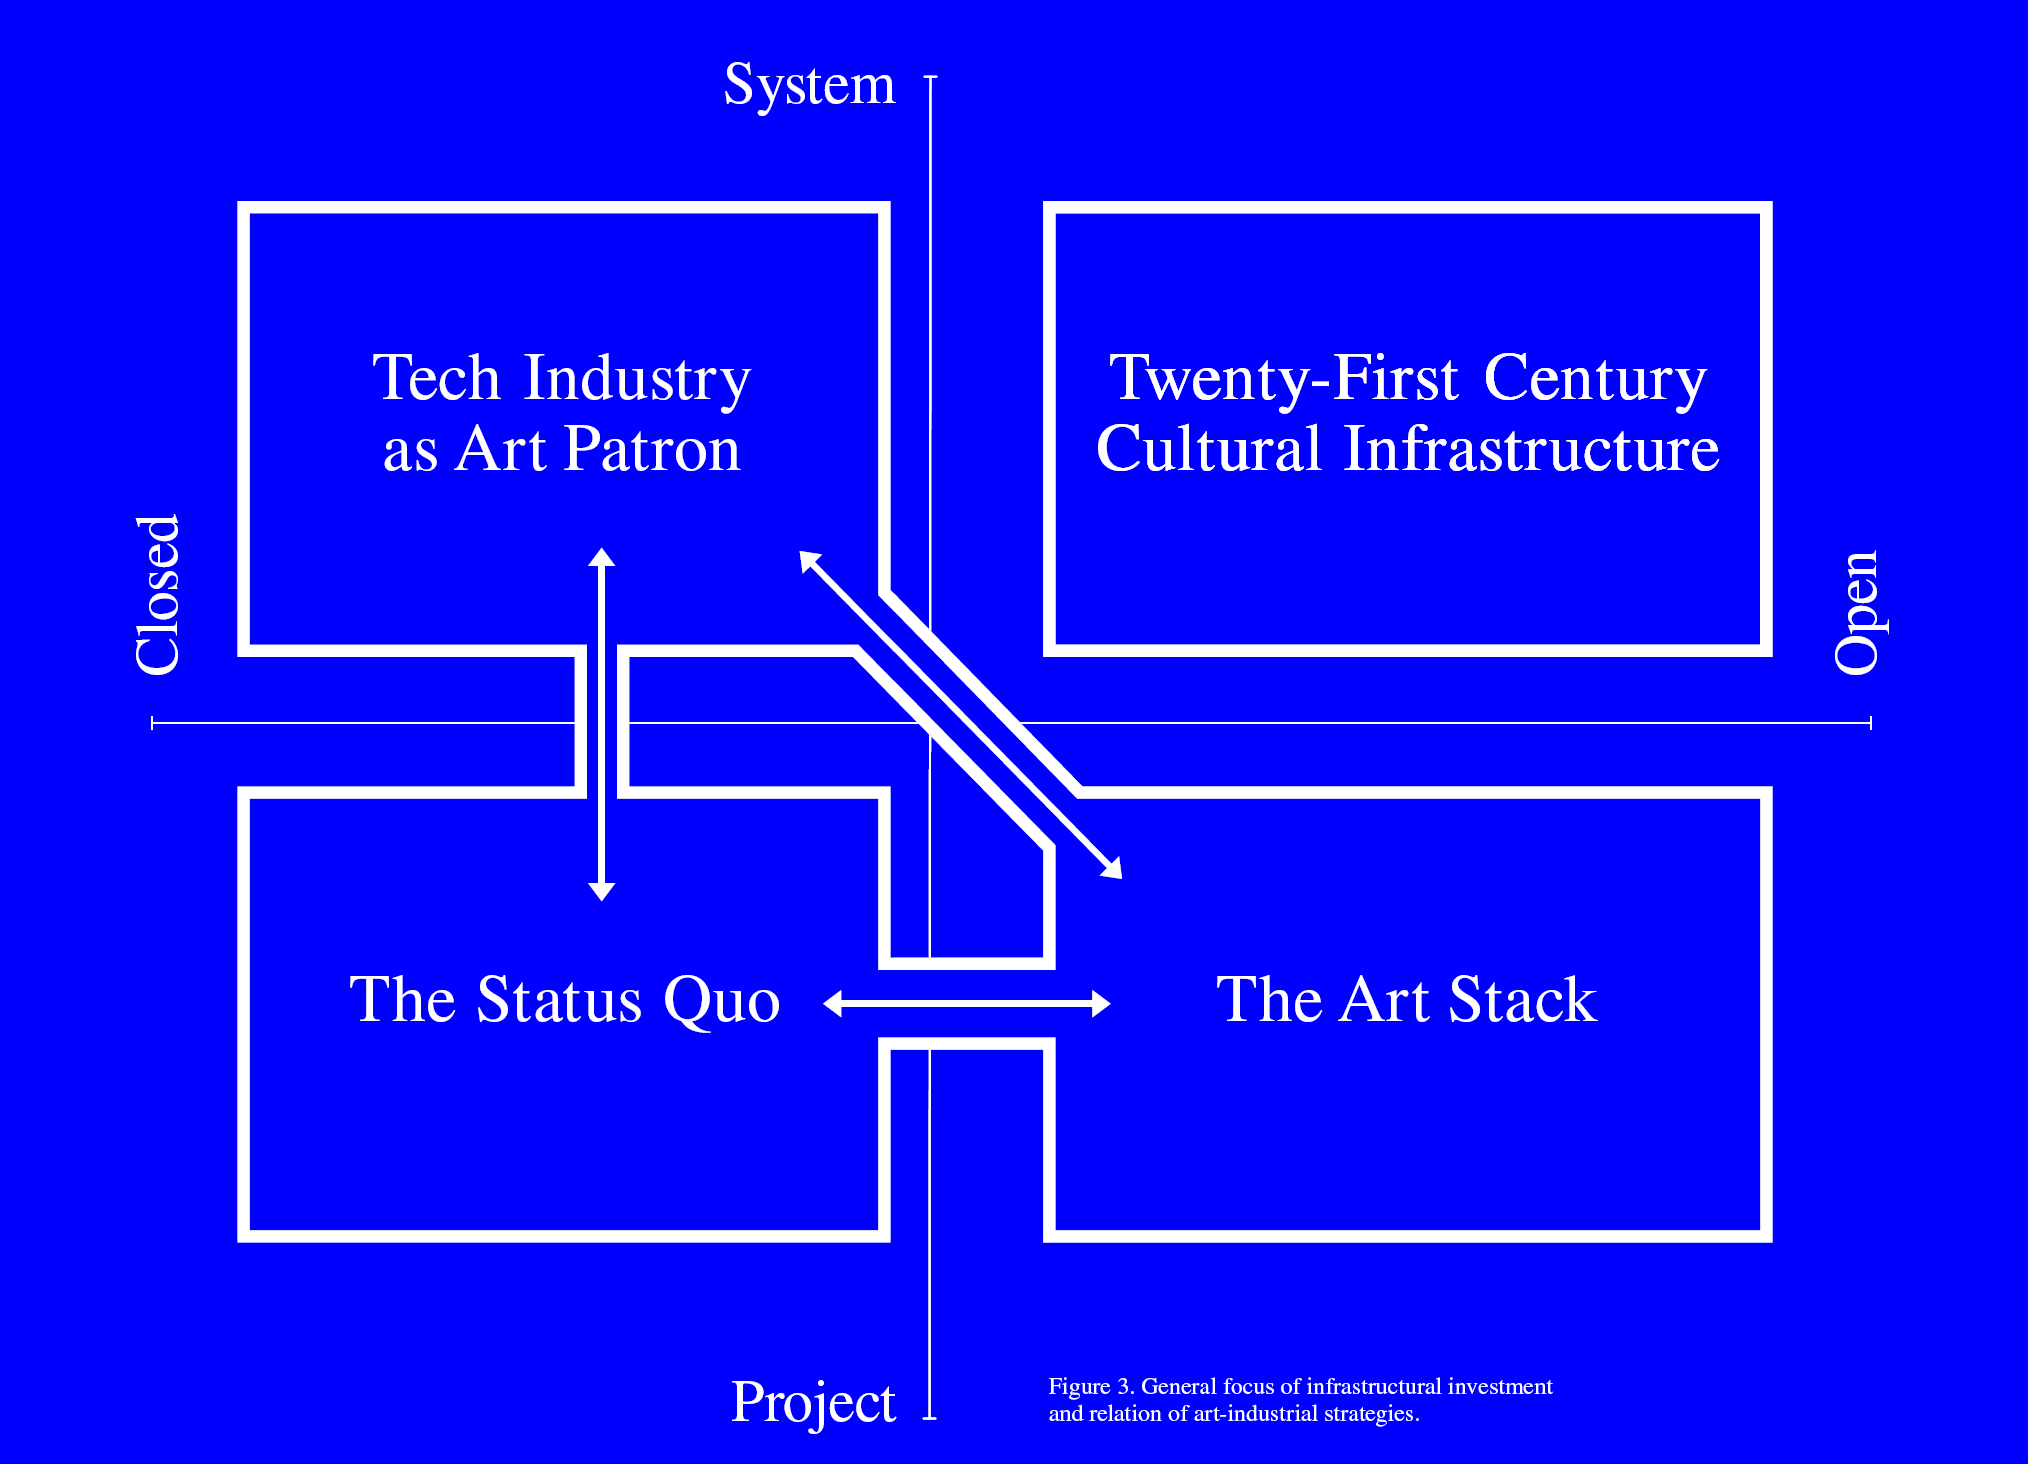 System
Tech Industry
as Art Patron
Twenty-First Century
Cultural Infrastructure
Closed
Open
The Status Quo
The Art Stack
Project
Figure 3. General focus of infrastructural investment
and relation of art-industrial strategies.